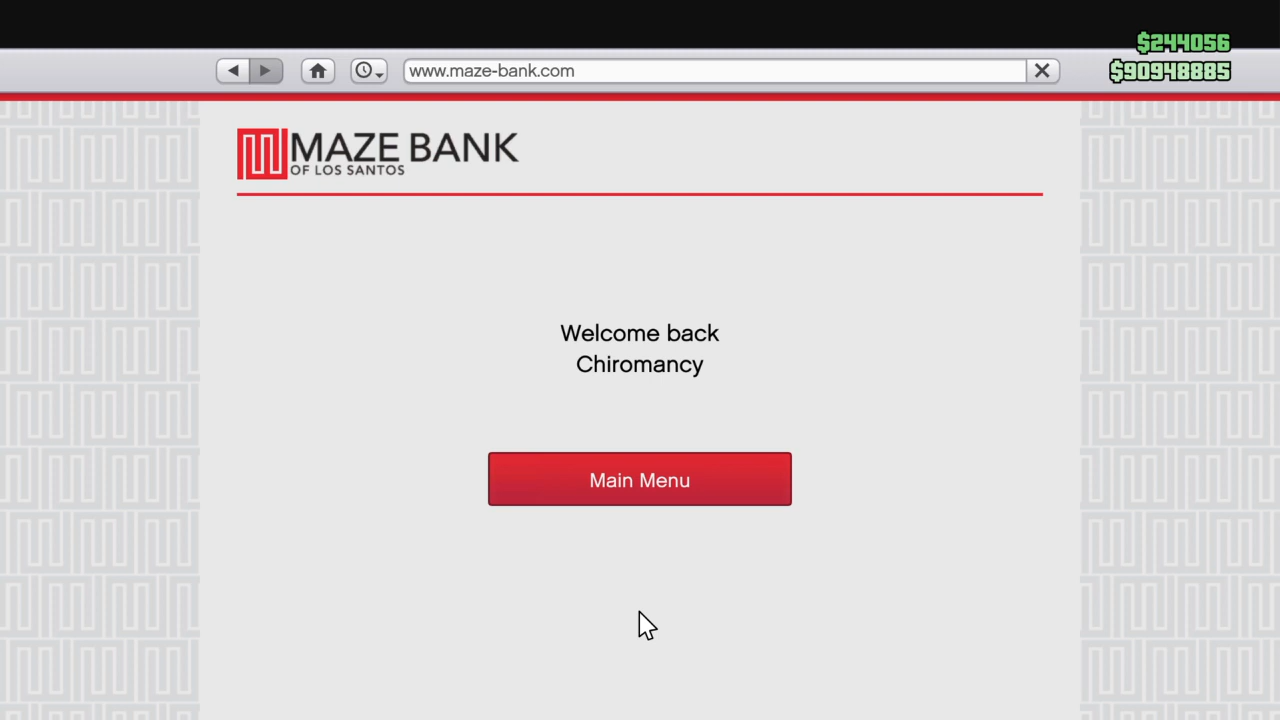 $244056
www.maze-bank.com
$90948885
MAZE BANK
OF LOS SANTOS
Welcome back
Chiromancy
Main Menu